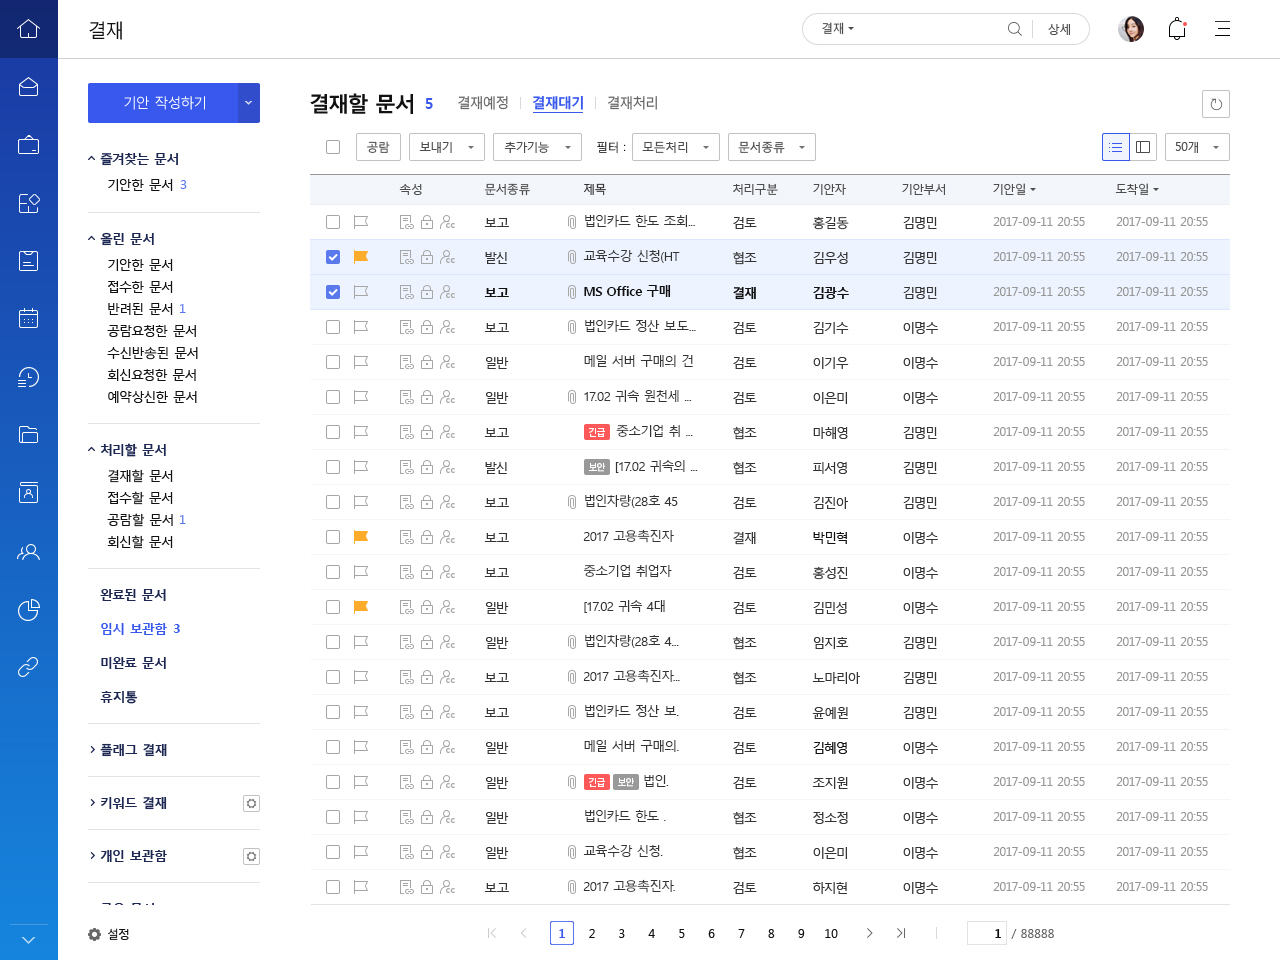 결재
결재
상세
기안 작성하기
즐겨찾는 문서
기안한 문서 3
올린 문서
기안한 문서
접수한 문서
반려된 문서 1
공람요청한 문서
수신반송된 문서
회신요청한 문서
예약상신한 문서
처리할 문서
결재할 문서
접수할 문서
공람할 문서 1
회신할 문서
완료된 문서
임시 보관함 3
미완료 문서
휴지통
플래그 결재
키워드 결재
개인 보관함
설정
결재할 문서 5 결재예정 결재대기 결재처리
공람 보내기 추가기능 필터 : 모든처리 문서종류 50개
속성 문서종류 제목 처리구분 기안자 기안부서 기안일 도착일
보고 법인카드 한도 조회... 검토 홍길동 김명민 2017-09-11 20:55 2017-09-11 20:55
발신 교육수강 신청(HT 협조 김우성 김명민 2017-09-11 20:55 2017-09-11 20:55
보고 MS Office 구매 결재 김광수 김명민 2017-09-11 20:55 2017-09-11 20:55
보고 법인카드 정산 보도... 검토 김기수 이명수 2017-09-11 20:55 2017-09-11 20:55
일반 메일 서버 구매의 건 검토 이기우 이명수 2017-09-11 20:55 2017-09-11 20:55
일반 17.02 귀속 원천세 ... 검토 이은미 이명수 2017-09-11 20:55 2017-09-11 20:55
보고 긴급 중소기업 취 ... 협조 마해영 김명민 2017-09-11 20:55 2017-09-11 20:55
발신 보안 [17.02 귀속의 ... 협조 피서영 김명민 2017-09-11 20:55 2017-09-11 20:55
보고 법인차량(28호 45 검토 김진아 김명민 2017-09-11 20:55 2017-09-11 20:55
보고 2017 고용촉진자 결재 박민혁 이명수 2017-09-11 20:55 2017-09-11 20:55
보고 중소기업 취업자 검토 홍성진 이명수 2017-09-11 20:55 2017-09-11 20:55
일반 [17.02 귀속 4대 검토 김민성 이명수 2017-09-11 20:55 2017-09-11 20:55
일반 법인차량(28호 4... 협조 임지호 김명민 2017-09-11 20:55 2017-09-11 20:55
보고 2017 고용촉진자... 협조 노마리아 김명민 2017-09-11 20:55 2017-09-11 20:55
보고 법인카드 정산 보. 검토 윤예원 김명민 2017-09-11 20:55 2017-09-11 20:55
일반 메일 서버 구매의. 검토 김혜영 이명수 2017-09-11 20:55 2017-09-11 20:55
일반 긴급 보안 법인. 검토 조지원 이명수 2017-09-11 20:55 2017-09-11 20:55
일반 법인카드 한도 . 협조 정소정 이명수 2017-09-11 20:55 2017-09-11 20:55
일반 교육수강 신청. 협조 이은미 이명수 2017-09-11 20:55 2017-09-11 20:55
보고 2017 고용촉진자. 검토 하지현 이명수 2017-09-11 20:55 2017-09-11 20:55
1 2 3 4 5 6 7 8 9 10 1 / 88888